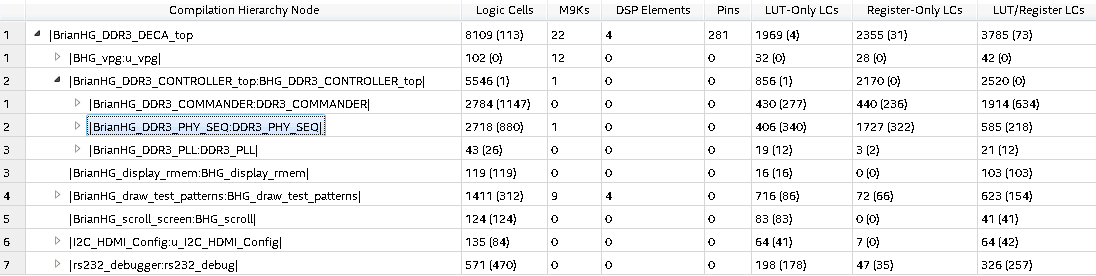 Compilation Hierarchy Node Logic Cells M9Ks DSP Elements Pins LUT-Only LCs Register-Only LCs LUT/Register LCs
1 |BrianHG_DDR3_DECA_top 8109 (113) 22 4 281 1969 (4) 2355 (31) 3785 (73)
1 |BHG_vpg:u_vpg| 102 (0) 12 0 0 32 (0) 28 (0) 42 (0)
2 |BrianHG_DDR3_CONTROLLER_top:BHG_DDR3_CONTROLLER_top| 5546 (1) 1 0 0 856 (1) 2170 (0) 2520 (0)
1 |BrianHG_DDR3_COMMANDER:DDR3_COMMANDER| 2784 (1147) 0 0 0 430 (277) 440 (236) 1914 (634)
2 |BrianHG_DDR3_PHY_SEQ:DDR3_PHY_SEQ| 2718 (880) 1 0 0 406 (340) 1727 (322) 585 (218)
3 |BrianHG_DDR3_PLL:DDR3_PLL| 43 (26) 0 0 0 19 (12) 3 (2) 21 (12)
3 |BrianHG_display_rmem:BHG_display_rmem| 119 (119) 0 0 0 16 (16) 0 (0) 103 (103)
4 |BrianHG_draw_test_patterns:BHG_draw_test_patterns| 1411 (312) 9 4 0 716 (86) 72 (66) 623 (154)
5 |BrianHG_scroll_screen:BHG_scroll| 124 (124) 0 0 0 83 (83) 0 (0) 41 (41)
6 |I2C_HDMI_Config:u_I2C_HDMI_Config| 135 (84) 0 0 0 64 (41) 7 (0) 64 (42)
7 |rs232_debugger:rs232_debug| 571 (470) 0 0 0 198 (178) 47 (35) 326 (257)